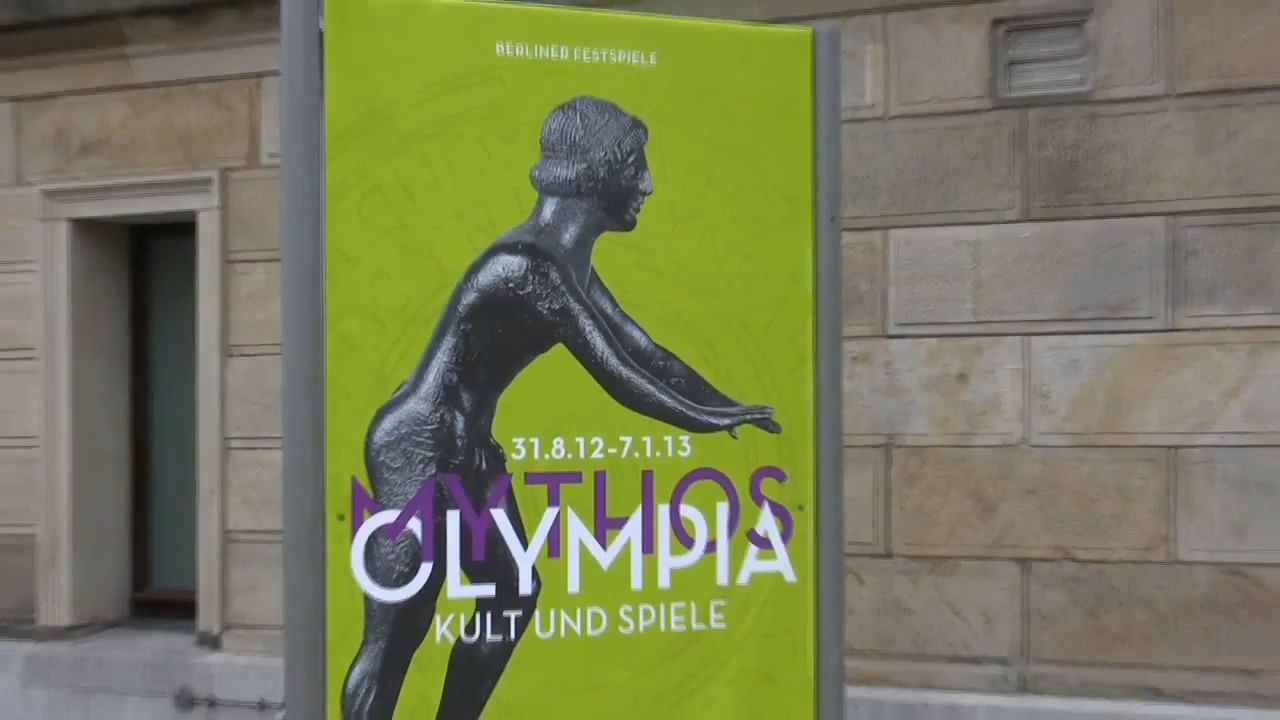 BERLINER FESTSPIELE
31.8.12-7.1.13
MYTHOS
OLYMPIA
KULT UND SPIELE